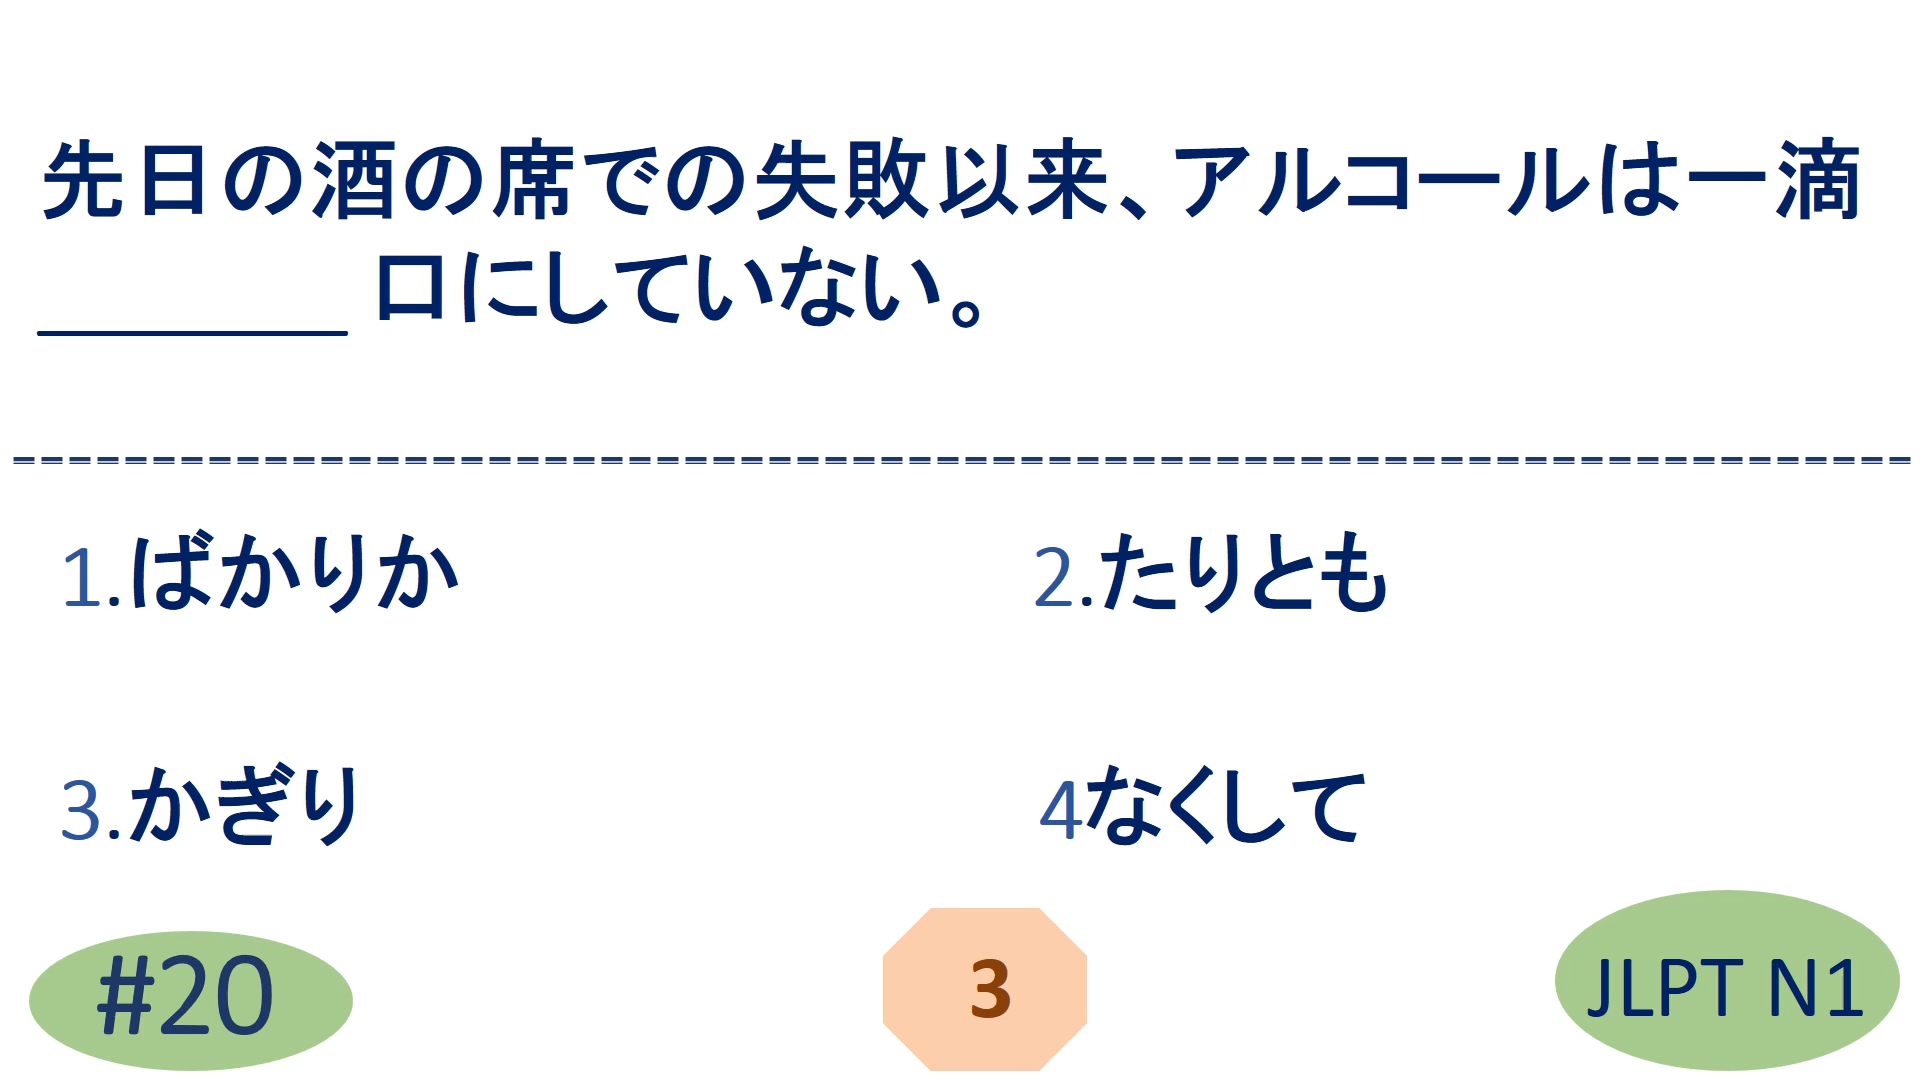 先日の酒の席での失敗以来、アルコールは一滴
＿＿＿＿ 口にしていない。
1.ばかりか
2.たりとも
3.かぎり
4なくして
#20
3
JLPT N1